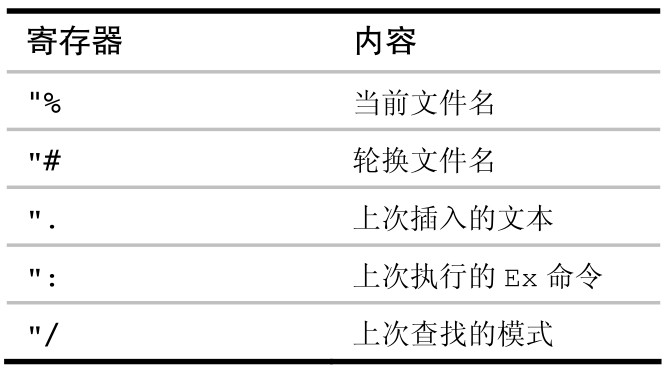 寄存器 内容
"% 当前文件名
"# 轮换文件名
". 上次插入的文本
": 上次执行的 Ex 命令
"/ 上次查找的模式